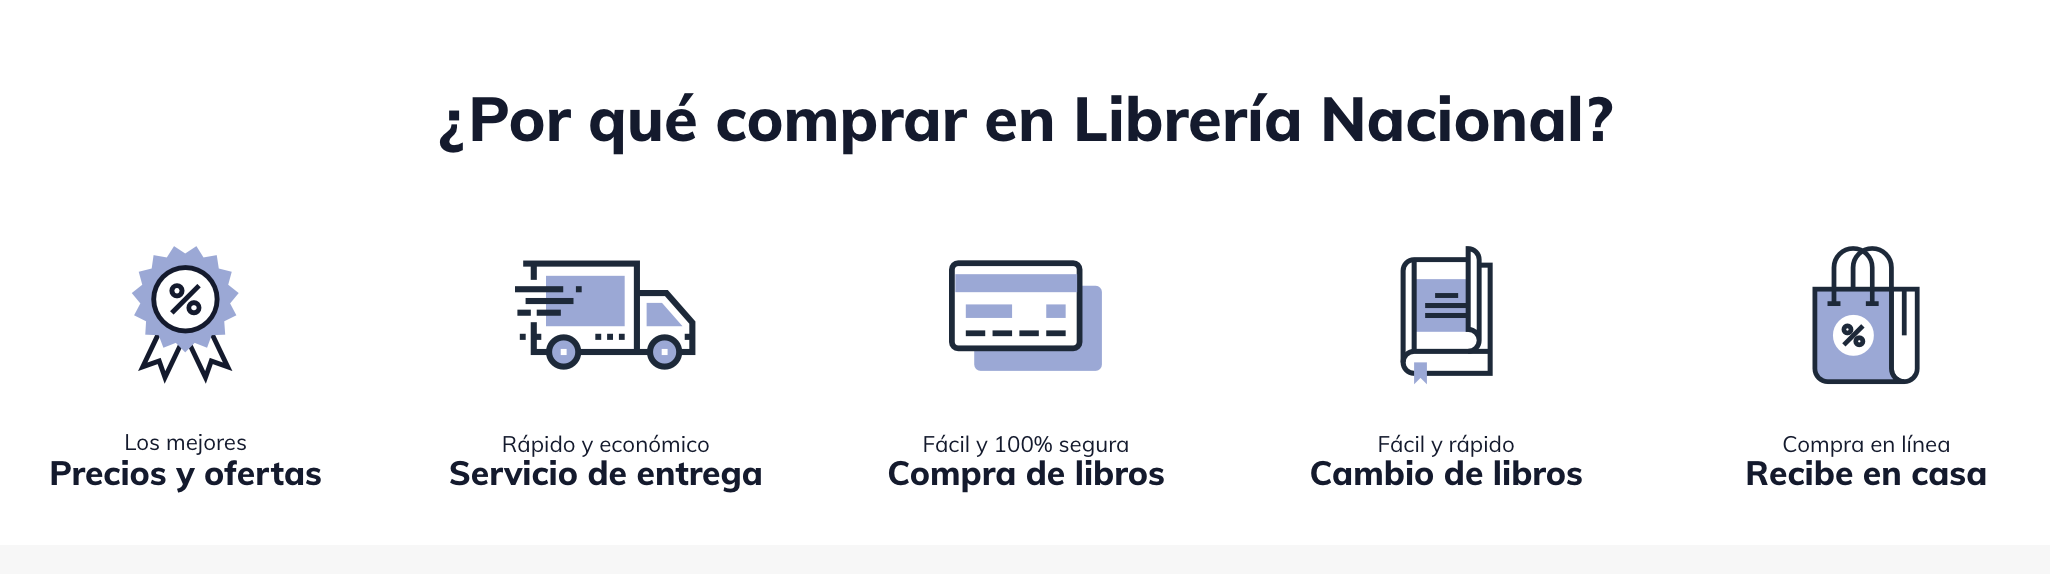 ¿Por qué comprar en Librería Nacional?
%
%
Los mejores
Precios y ofertas
Rápido y económico
Servicio de entrega
Fácil y 100% segura
Compra de libros
Fácil y rápido
Cambio de libros
Compra en línea
Recibe en casa